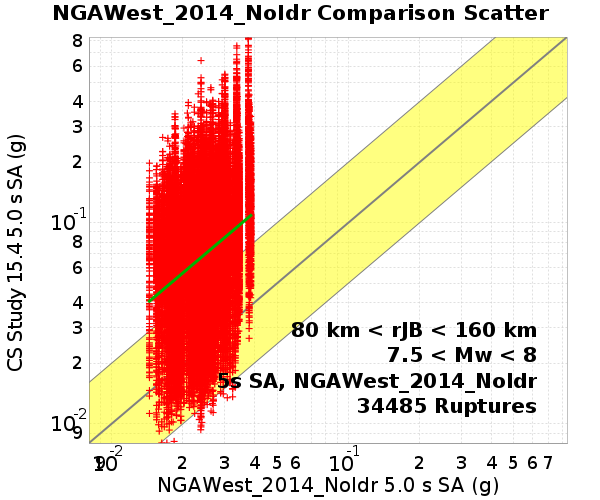 NGAWest_2014_NoIdr Comparison Scatter
CS Study 15.4 5.0 s SA (g)
8
6
4
3
2
10-1
8
6
4
3
2
10-2
9
80 km < rJB < 160 km
7.5 < Mw < 8
5s SA, NGAWest_2014_NoIdr
34485 Ruptures
9 10-2 2 3 4 5 6 10-1 2 3 4 5 6 7
NGAWest_2014_NoIdr 5.0 s SA (g)